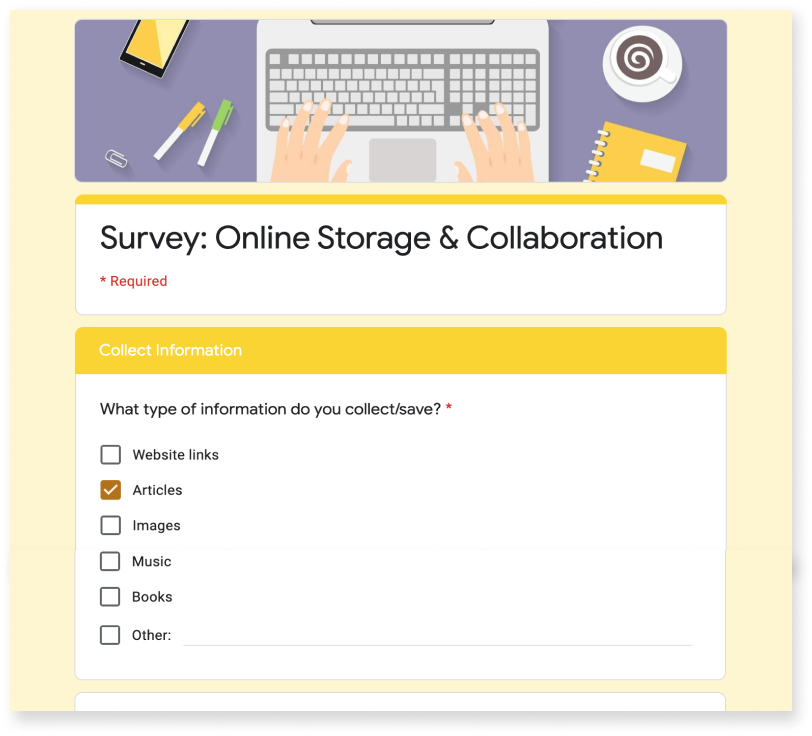 Survey: Online Storage & Collaboration
* Required
Collect Information
What type of information do you collect/save? *
Website links
Articles
Images
Music
Books
Other: